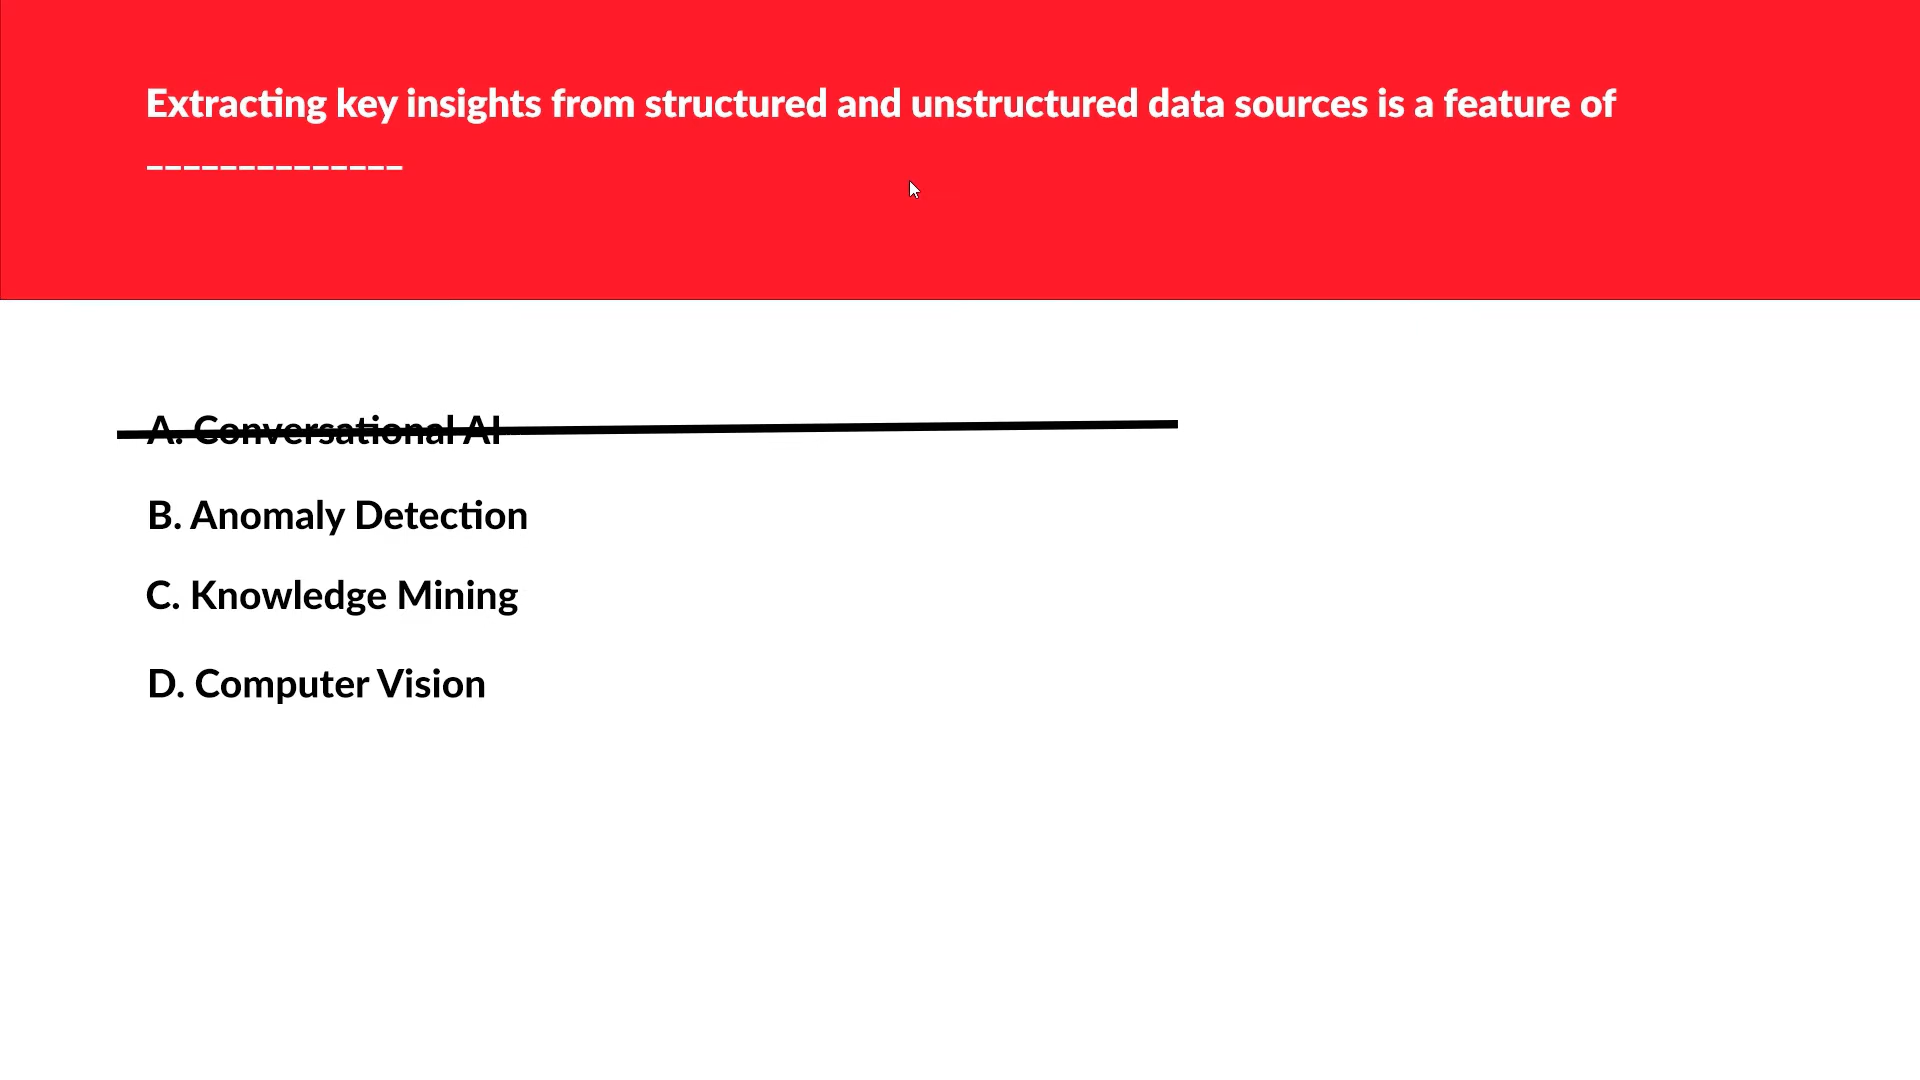 Extracting key insights from structured and unstructured data sources is a feature of
______________
A. Conversational AI
B. Anomaly Detection
C. Knowledge Mining
D. Computer Vision